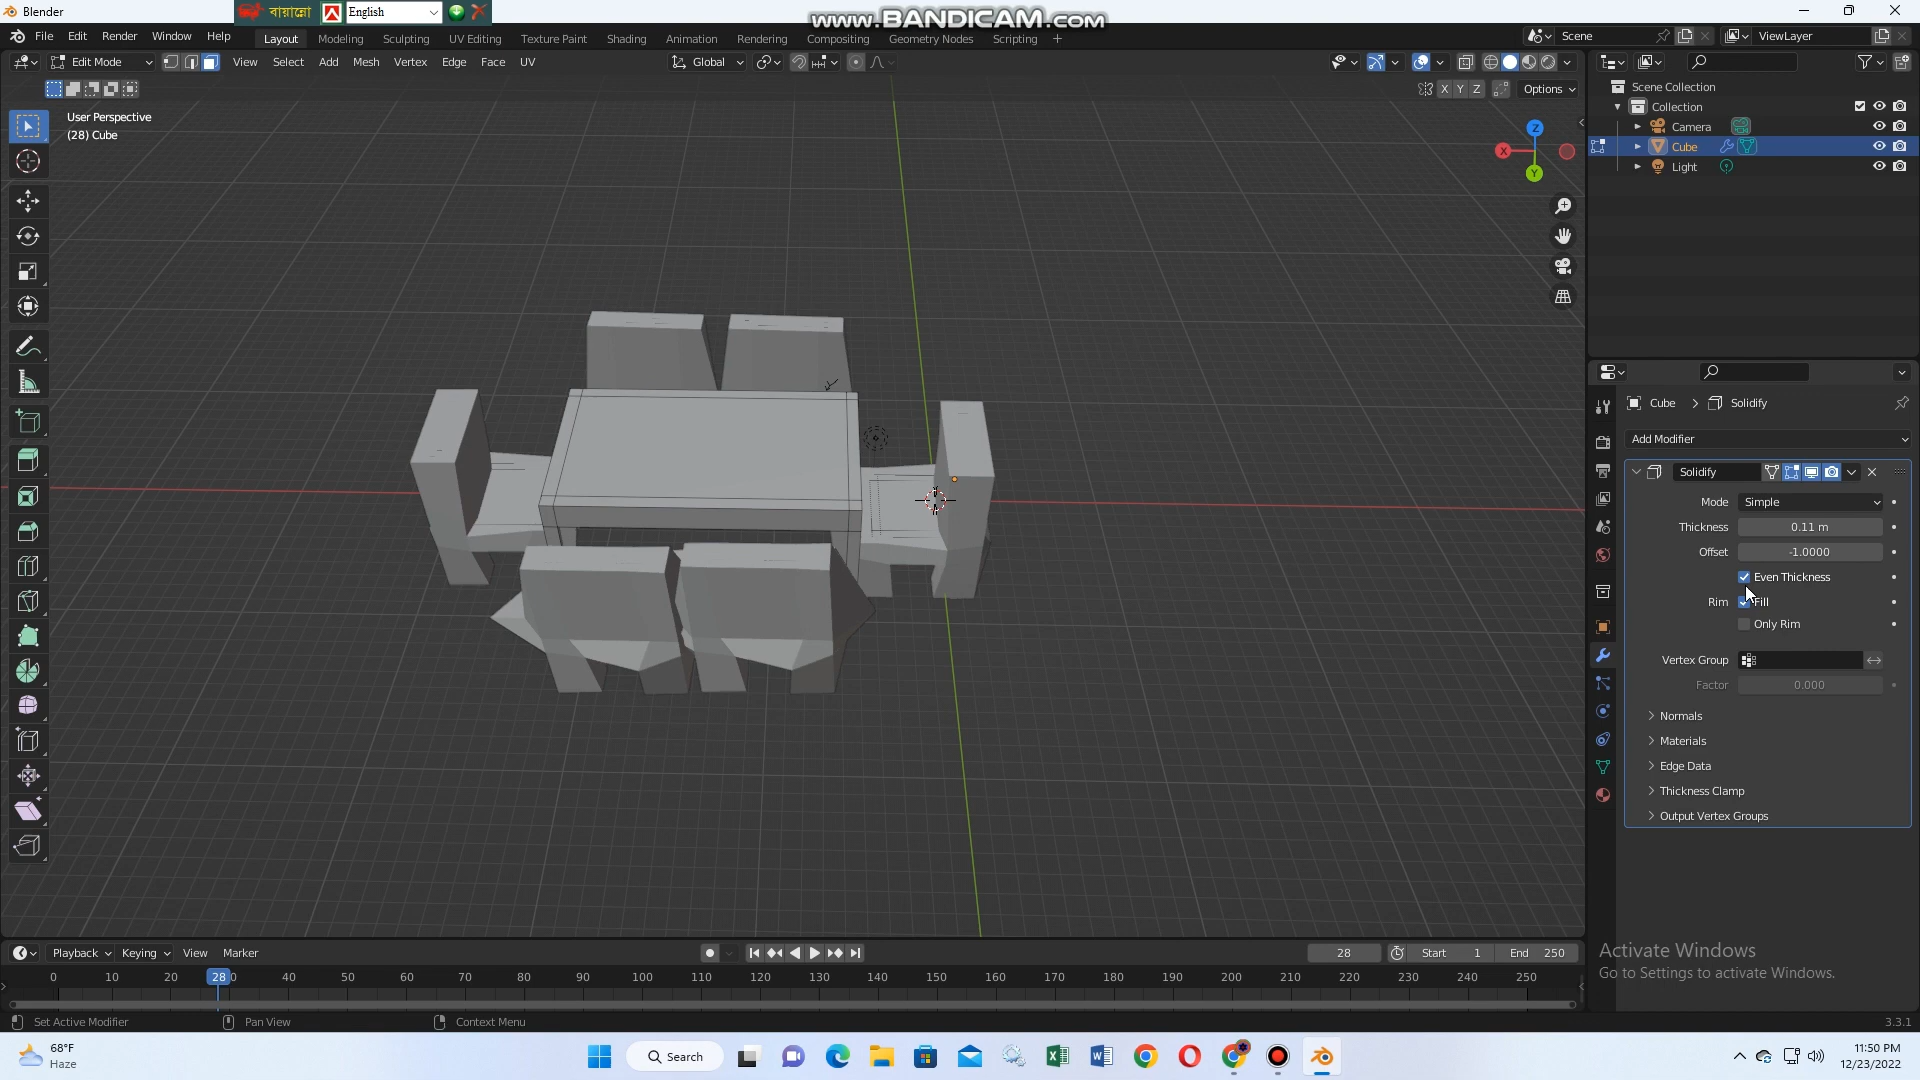 Blender
বায়ান্নো
English
www.BANDICAM.com
File Edit Render Window Help
Layout Modeling Sculpting UV Editing Texture Paint Shading Animation Rendering Compositing Geometry Nodes Scripting +
Scene
ViewLayer
Edit Mode
View Select Add Mesh Vertex Edge Face UV
Global
X Y Z
Options
User Perspective
(28) Cube
Z
X
Y
Scene Collection
Collection
Camera
Cube
Light
Cube > Solidify
Add Modifier
Solidify
Mode Simple
Thickness 0.11 m
Offset -1.0000
Even Thickness
Rim Fill
Only Rim
Vertex Group
Factor 0.000
Normals
Materials
Edge Data
Thickness Clamp
Output Vertex Groups
Activate Windows
Go to Settings to activate Windows.
Playback Keying View Marker
28
Start 1
End 250
0 10 20 28 40 50 60 70 80 90 100 110 120 130 140 150 160 170 180 190 200 210 220 230 240 250
Set Active Modifier
Pan View
Context Menu
3.3.1
68°F
Haze
Search
11:50 PM
12/23/2022